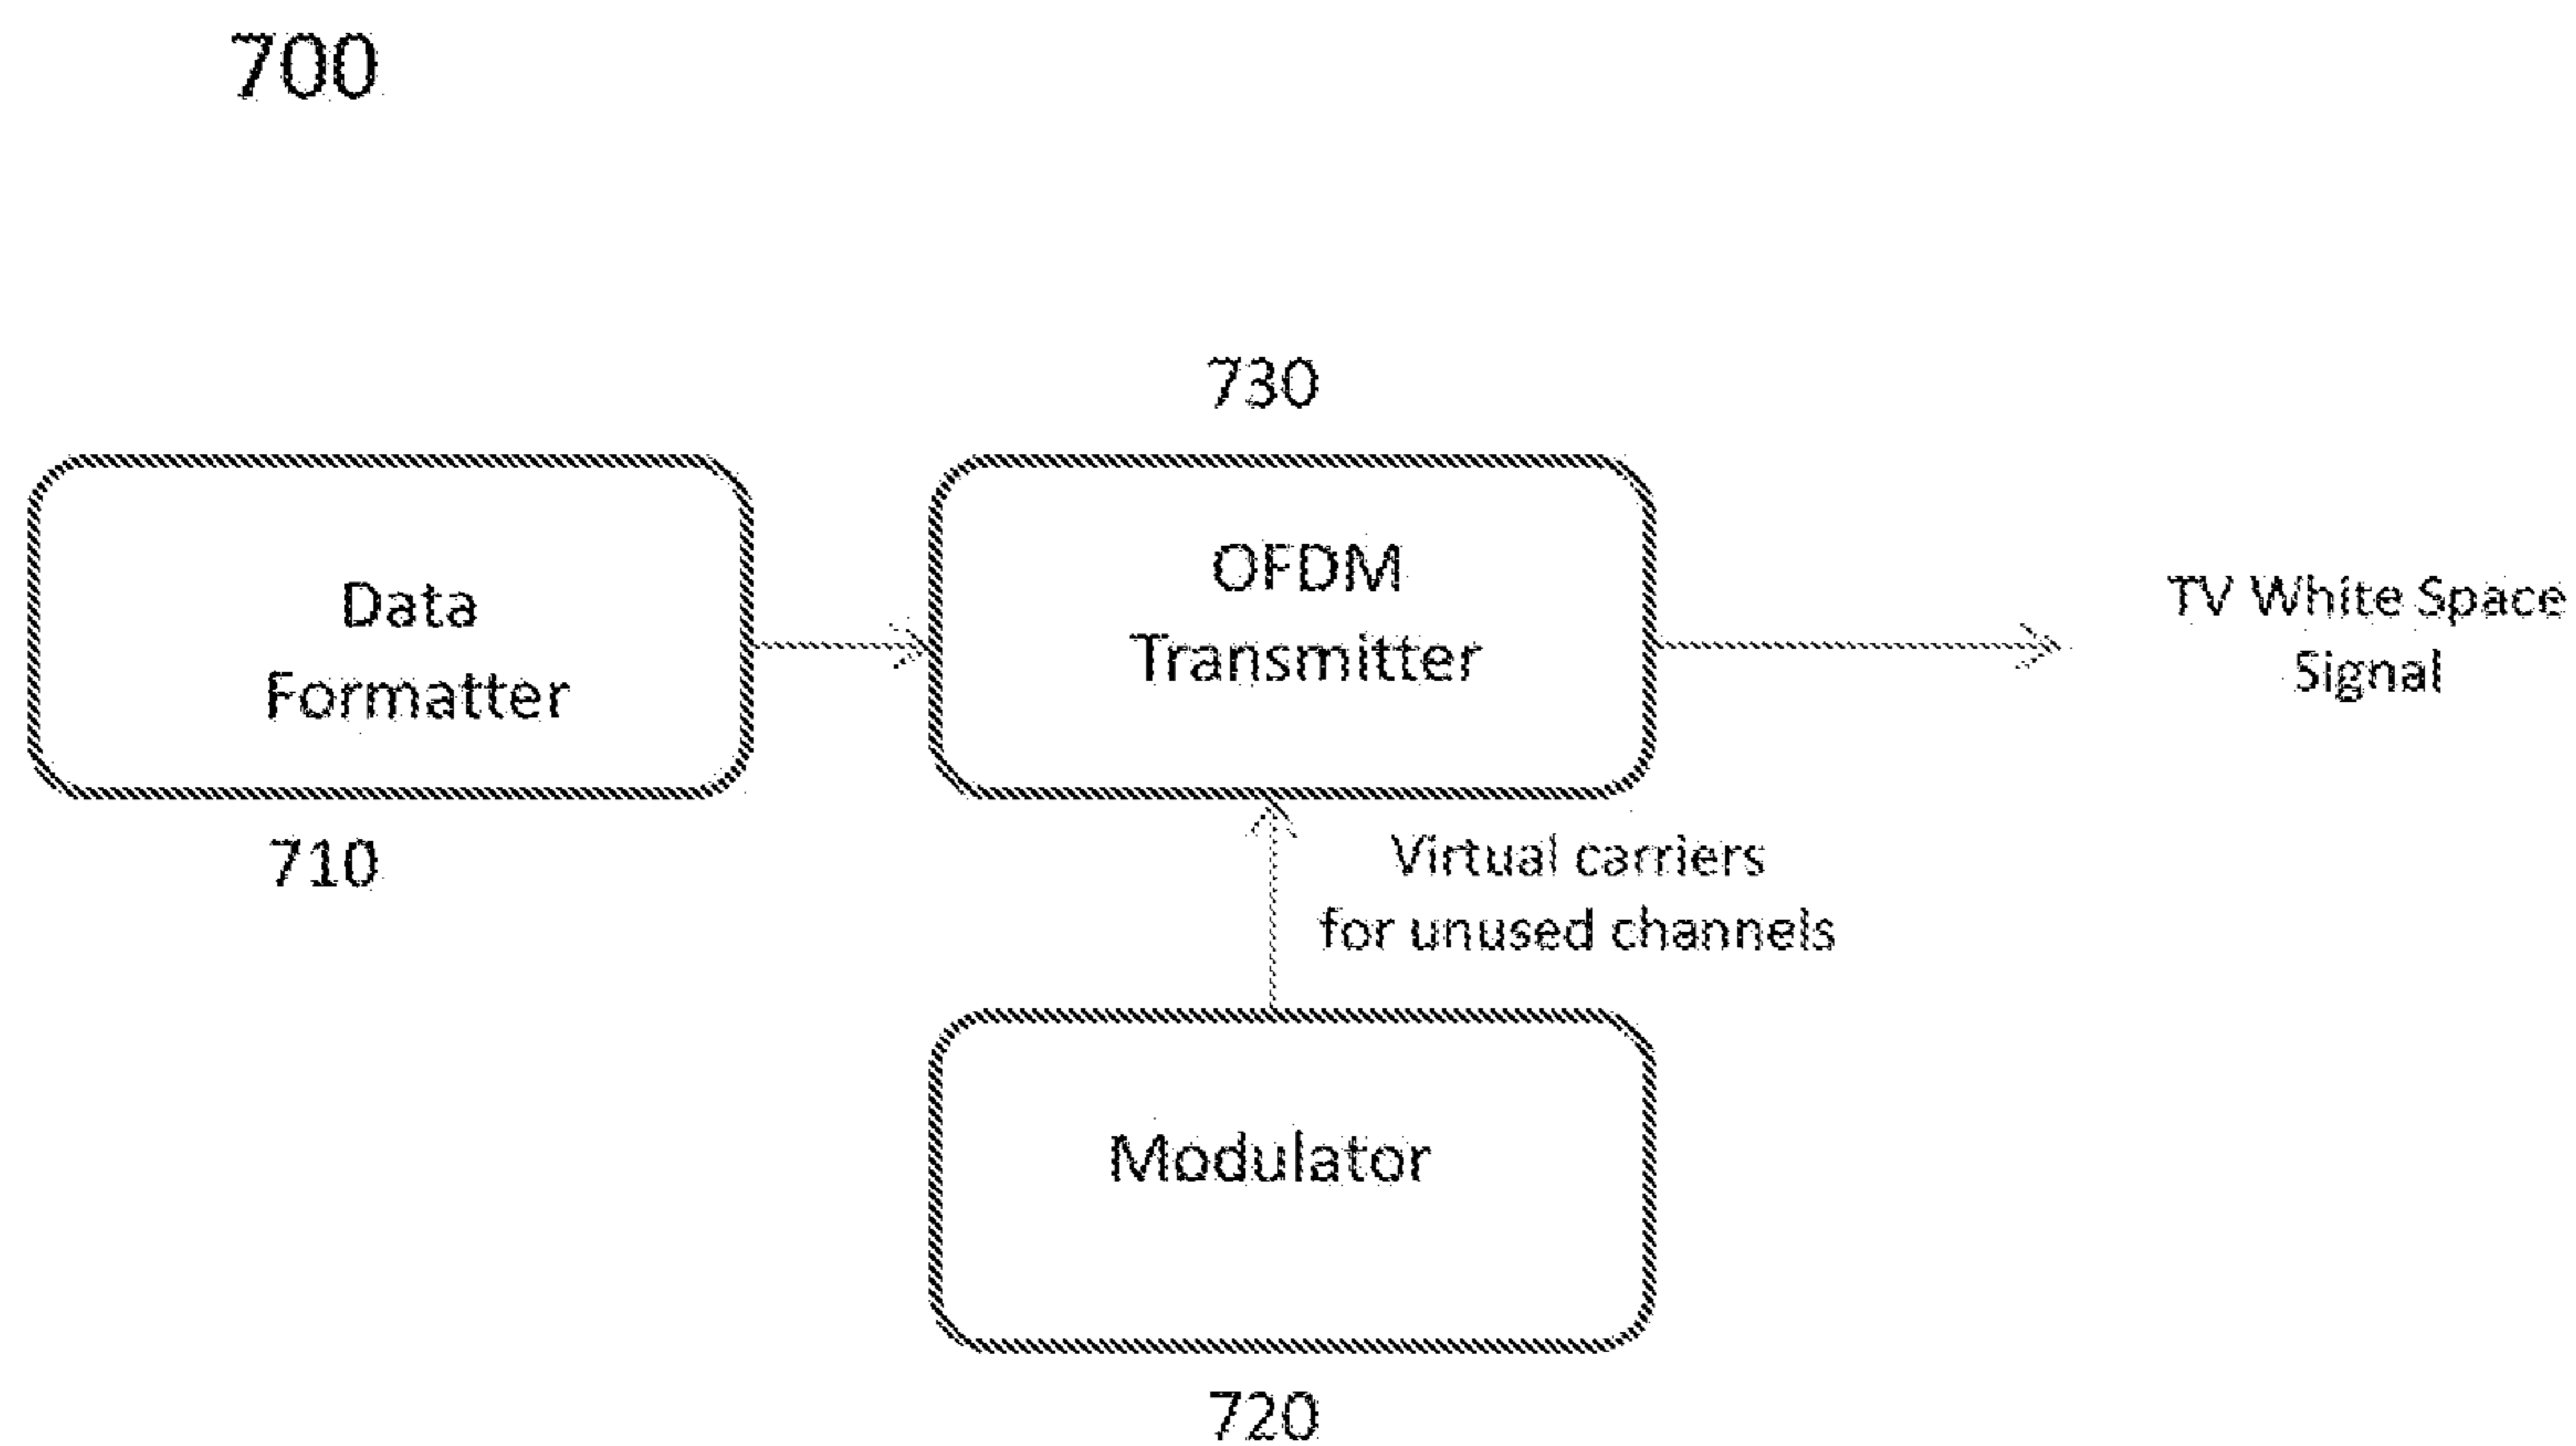 700
730
Data
Formatter
710
OFDM
Transmitter
TV White Space
Signal
Virtual carriers
for unused channels
Modulator
720